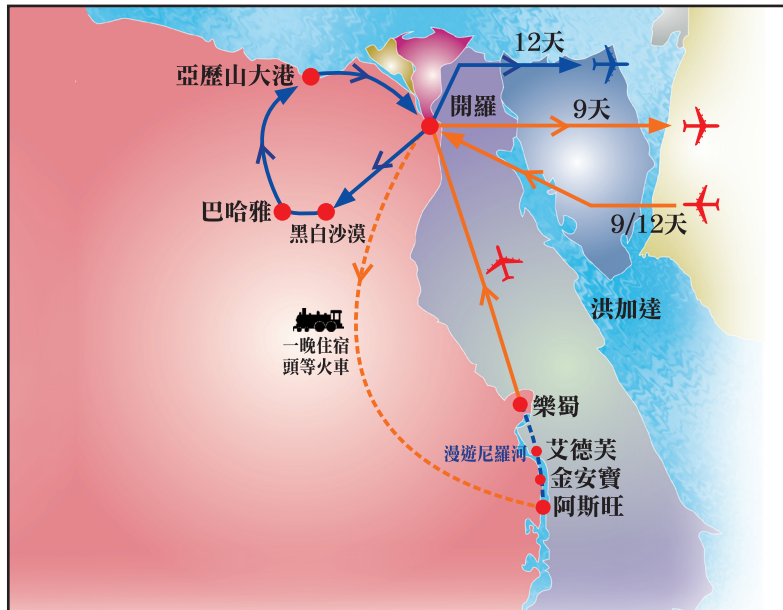 12天
亞歷山大港
開羅
9天
巴哈雅
9/12天
黑白沙漠
洪加達
一晚住宿
頭等火車
樂蜀
漫遊尼羅河
艾德芙
金安寶
阿斯旺